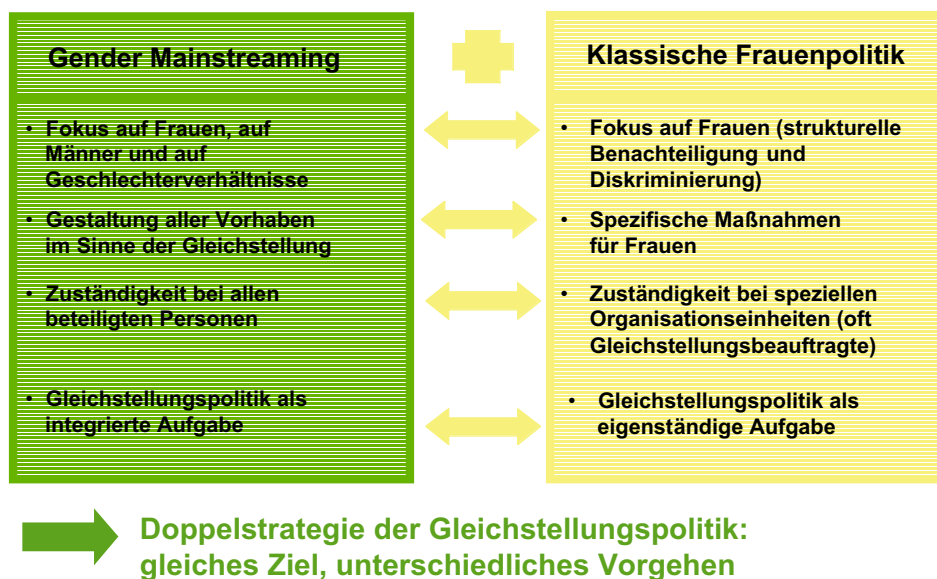 Gender Mainstreaming
Klassische Frauenpolitik
• Fokus auf Frauen, auf
Männer und auf
Geschlechterverhältnisse
• Fokus auf Frauen (strukturelle
Benachteiligung und
Diskriminierung)
• Gestaltung aller Vorhaben
im Sinne der Gleichstellung
• Spezifische Maßnahmen
für Frauen
• Zuständigkeit bei allen
beteiligten Personen
• Zuständigkeit bei speziellen
Organisationseinheiten (oft
Gleichstellungsbeauftragte)
• Gleichstellungspolitik als
integrierte Aufgabe
• Gleichstellungspolitik als
eigenständige Aufgabe
Doppelstrategie der Gleichstellungspolitik:
gleiches Ziel, unterschiedliches Vorgehen